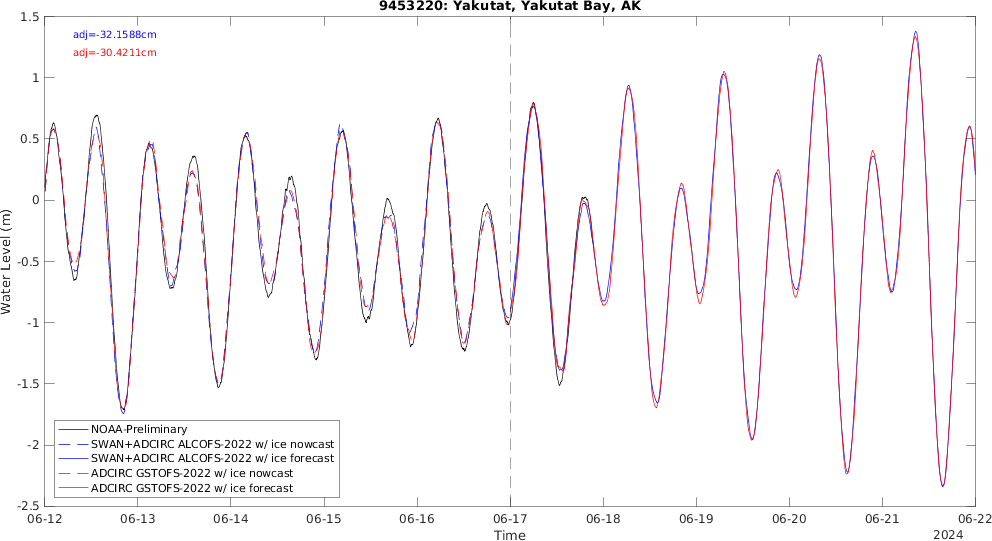 9453220: Yakutat, Yakutat Bay, AK
adj=-32.1588cm
adj=-30.4211cm
Water Level (m)
1.5
1
0.5
0
-0.5
-1
-1.5
-2
-2.5
NOAA-Preliminary
SWAN+ADCIRC ALCOFS-2022 w/ ice nowcast
SWAN+ADCIRC ALCOFS-2022 w/ ice forecast
ADCIRC GSTOFS-2022 w/ ice nowcast
ADCIRC GSTOFS-2022 w/ ice forecast
06-12 06-13 06-14 06-15 06-16 06-17 06-18 06-19 06-20 06-21 06-22
Time
2024